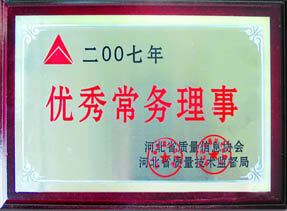 二00七年
优秀常务理事
河北省质量信息协会
河北省质量技术监督局